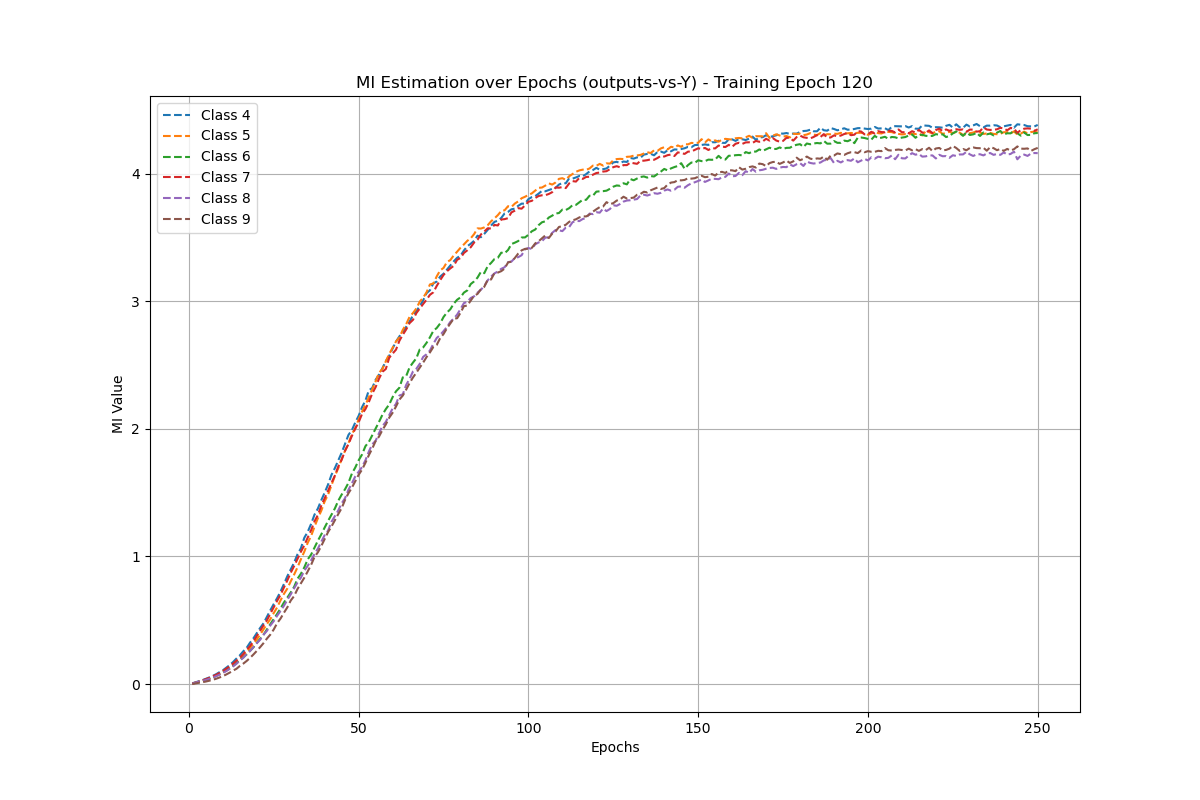 MI Estimation over Epochs (outputs-vs-Y) - Training Epoch 120
Class 4
Class 5
Class 6
Class 7
Class 8
Class 9
MI Value
4
3
2
1
0
0 50 100 150 200 250
Epochs